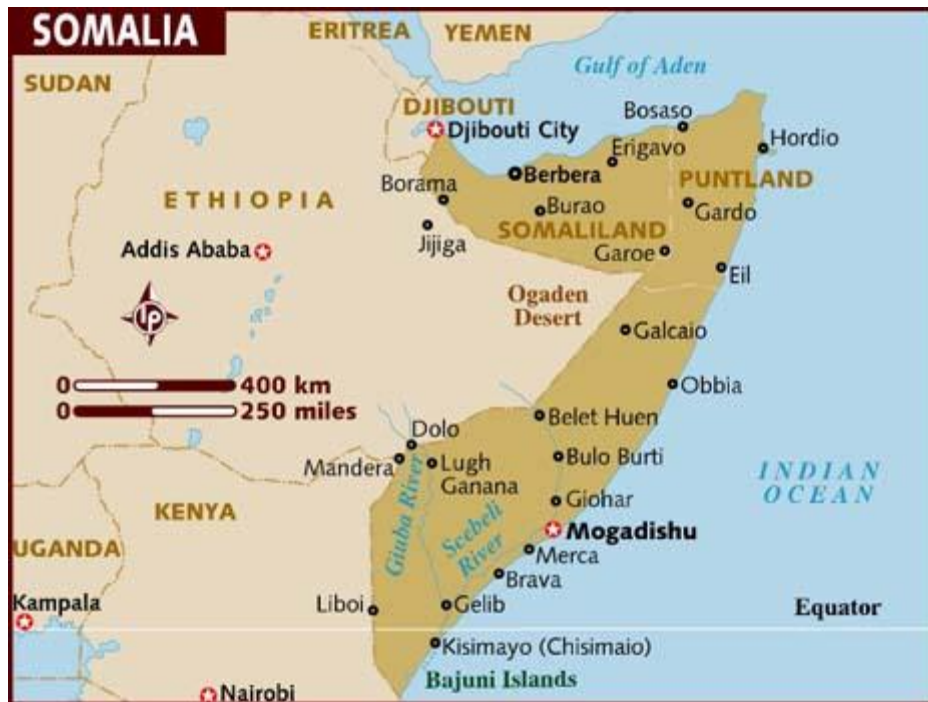 SOMALIA
ERITREA
YEMEN
SUDAN
Gulf of Aden
DJIBOUTI
Djibouti City
Bosaso
Hordio
Erigavo
Berbera
PUNTLAND
Borama
ETHIOPIA
Burao
Gardo
SOMALILAND
Jijiga
Addis Ababa
Garoe
Eil
LP
Ogaden
Desert
Galcaio
0 400 km
0 250 miles
Obbia
Belet Huen
Dolo
Mandera
Lugh
Ganana
Bulo Burti
INDIAN
OCEAN
KENYA
Giuba River
Scebeli
River
Giohar
Mogadishu
UGANDA
Merca
Brava
Kampala
Liboi
Gelib
Equator
Kisimayo (Chisimaio)
Bajuni Islands
Nairobi